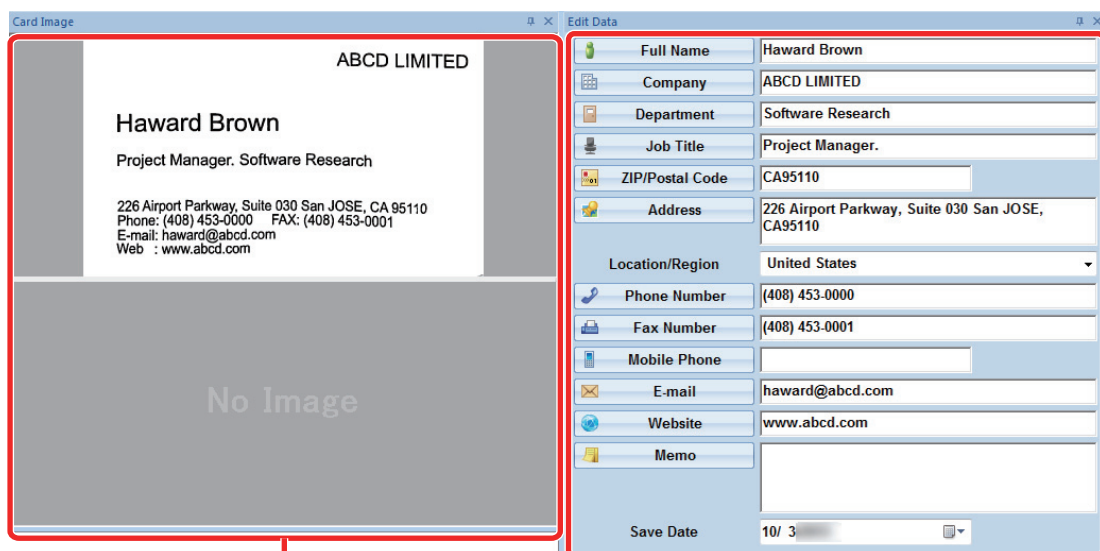 Card Image
ABCD LIMITED
Haward Brown
Project Manager. Software Research
226 Airport Parkway, Suite 030 San JOSE, CA 95110
Phone: (408) 453-0000 FAX: (408) 453-0001
E-mail: haward@abcd.com
Web : www.abcd.com
No Image
Edit Data
Full Name Haward Brown
Company ABCD LIMITED
Department Software Research
Job Title Project Manager.
ZIP/Postal Code CA95110
Address 226 Airport Parkway, Suite 030 San JOSE,
CA95110
Location/Region United States
Phone Number (408) 453-0000
Fax Number (408) 453-0001
Mobile Phone
E-mail haward@abcd.com
Website www.abcd.com
Memo
Save Date 10/ 3